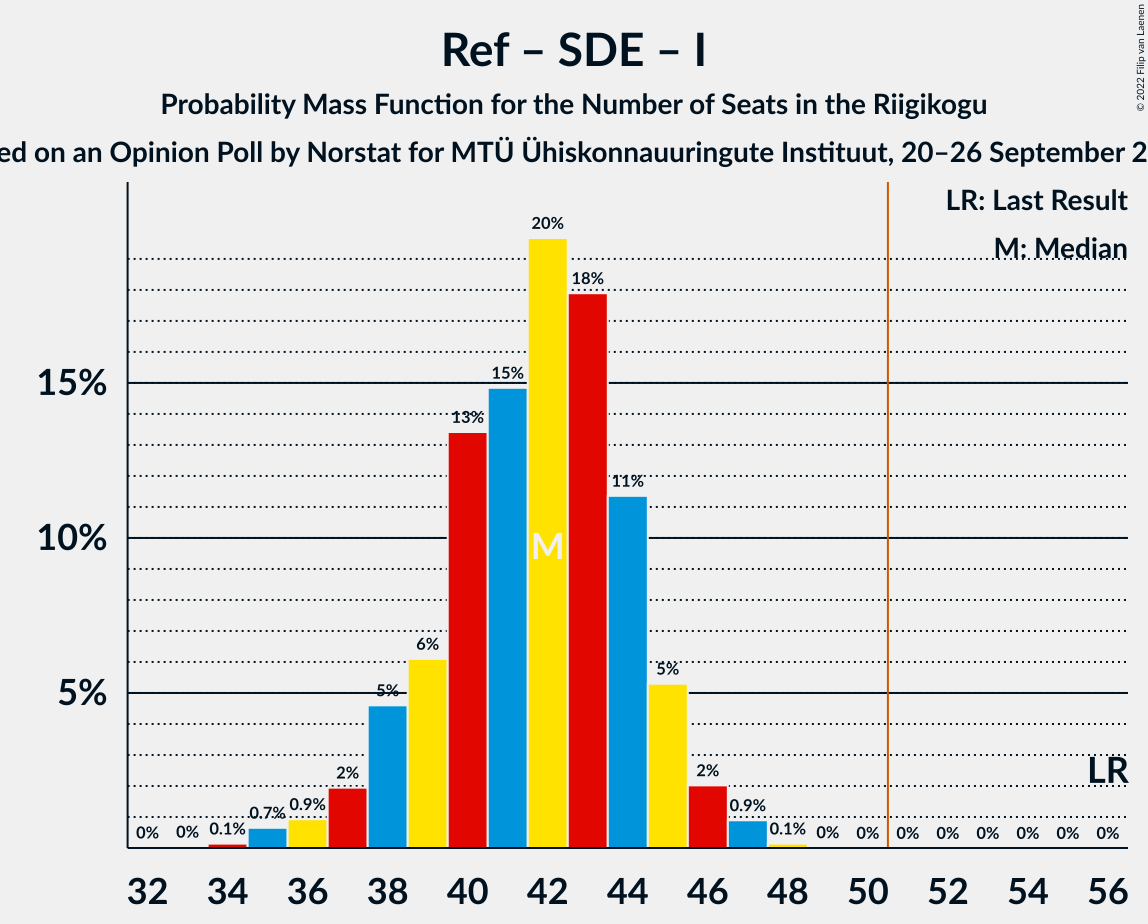 © 2022 Filip van Laenen
Ref – SDE – I
Probability Mass Function for the Number of Seats in the Riigikogu
ed on an Opinion Poll by Norstat for MTÜ Ühiskonnauuringute Instituut, 20–26 September 2
LR: Last Result
M: Median
20%
18%
15%
15%
13%
11%
10%
M
6%
5%
5%
5%
LR
2%
2%
0% 0% 0.1% 0.7% 0.9% 0.9% 0.1% 0% 0% 0% 0% 0% 0% 0% 0%
32 34 36 38 40 42 44 46 48 50 52 54 56